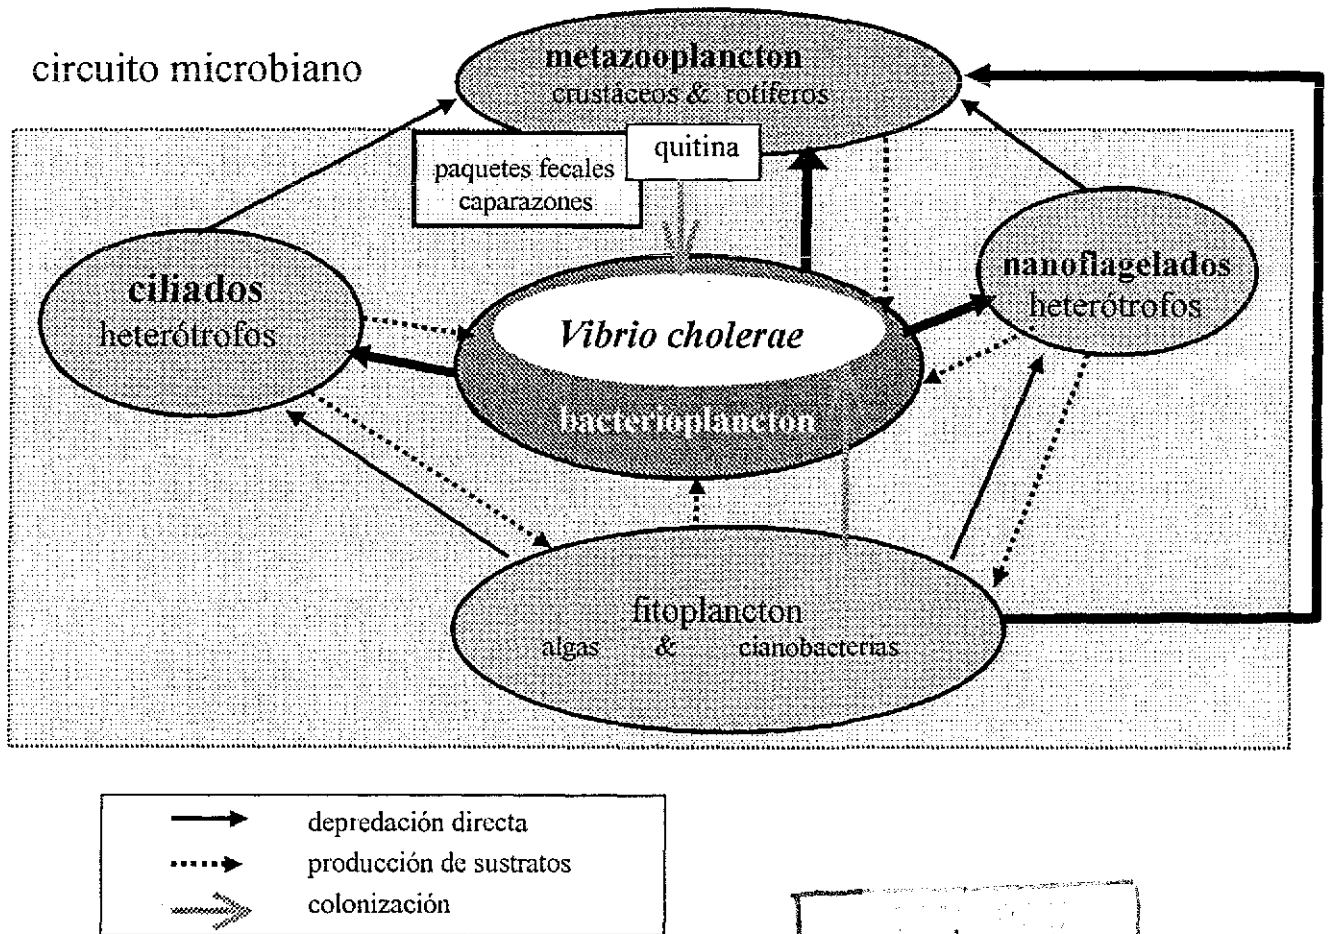 circuito microbiano
metazooplancton
crustáceos & rotíferos
quitina
paquetes fecales
caparazones
ciliados
heterótrofos
nanoflagelados
heterótrofos
Vibrio cholerae
bacterioplancton
fitoplancton
algas & cianobacterias
depredación directa
producción de sustratos
colonización